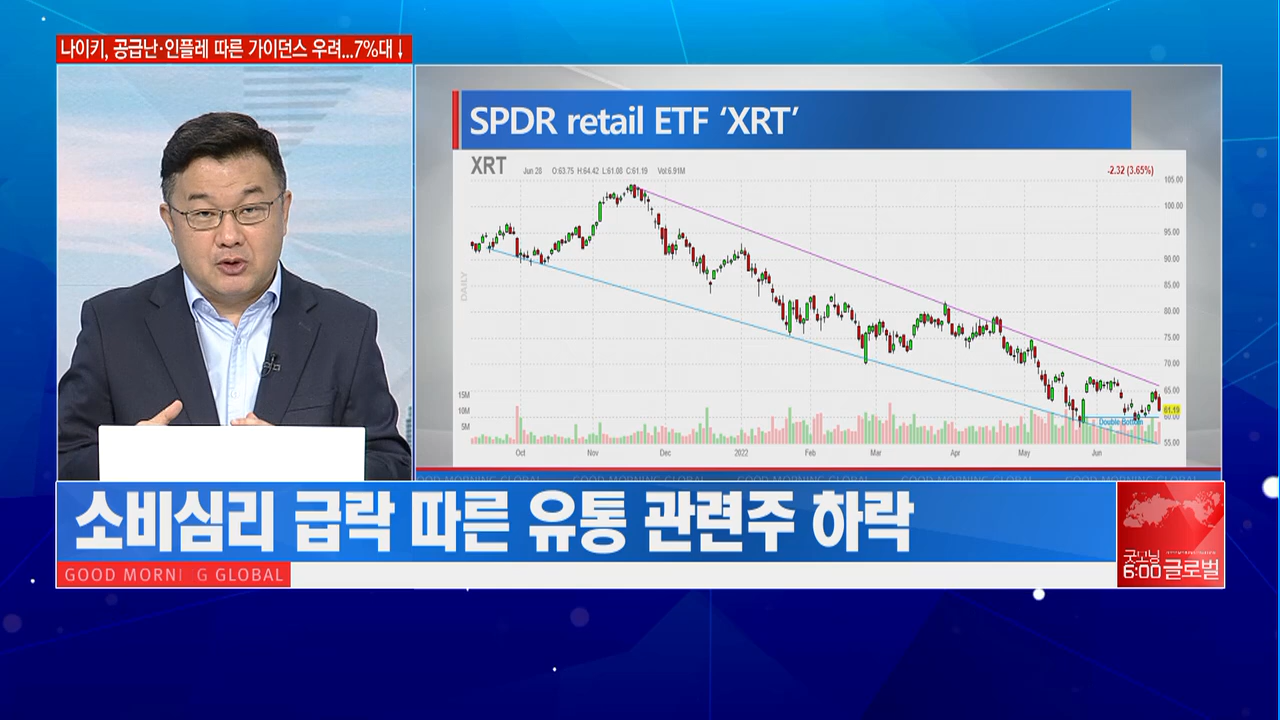 나이키, 공급난·인플레 따른 가이던스 우려...7%대↓
SPDR retail ETF ‘XRT’
XRT Jun 28 O:63.75 H:64.42 L:61.08 C:61.19 Vol:6.91M -2.32 (3.65%)
105.00
100.00
95.00
90.00
85.00
80.00
75.00
70.00
65.00
61.19
60.00
55.00
DAILY
15M
10M
5M
Double Bottom
Oct Nov Dec 2022 Feb Mar Apr May Jun
소비심리 급락 따른 유통 관련주 하락
GOOD MORNI G GLOBAL
굿모닝
6:00 글로벌